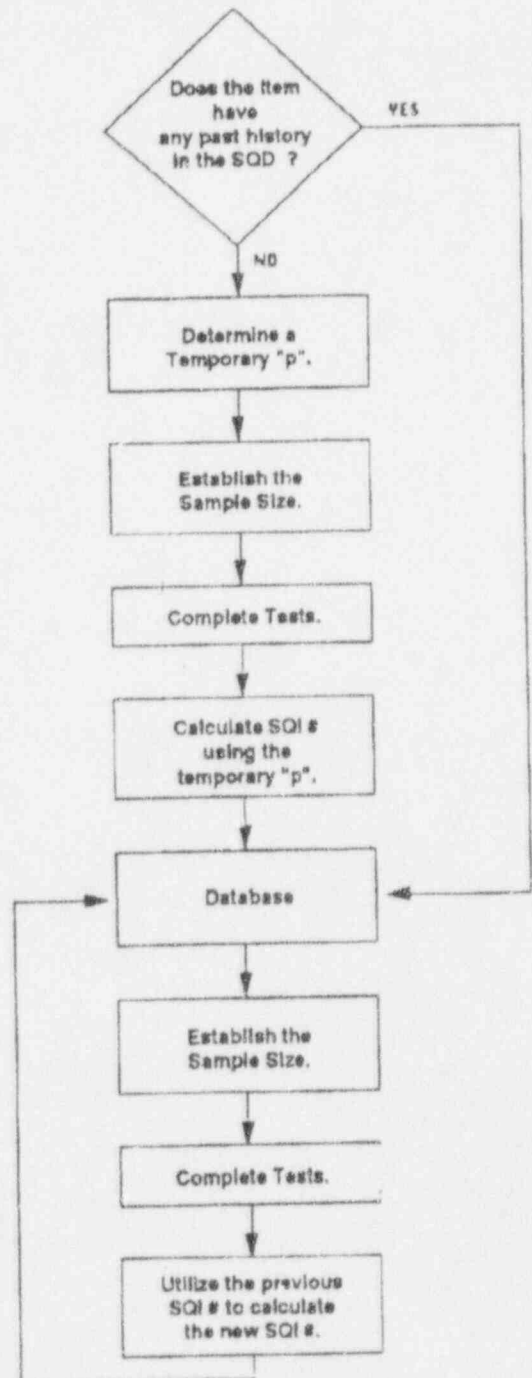 Does the item
have
any past history
in the SQD ?
YES
NO
Determine a
Temporary "p".
Establish the
Sample Size.
Complete Tests.
Calculate SQI #
using the
temporary "p".
Database
Establish the
Sample Size.
Complete Tests.
Utilize the previous
SQI # to calculate
the new SQI #.